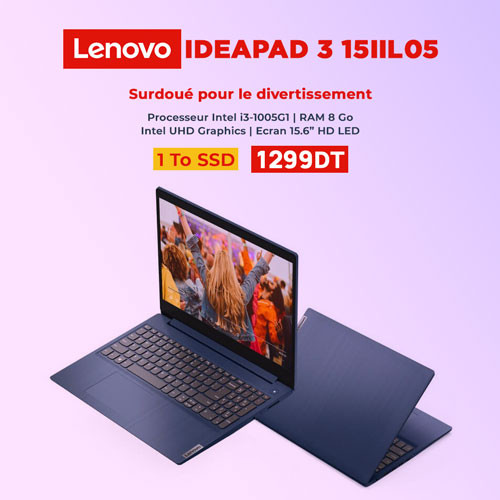 Lenovo IDEAPAD 3 15IIL05
Surdoué pour le divertissement
Processeur Intel i3-1005G1 | RAM 8 Go
Intel UHD Graphics | Ecran 15.6” HD LED
1 To SSD 1299DT
Lenovo